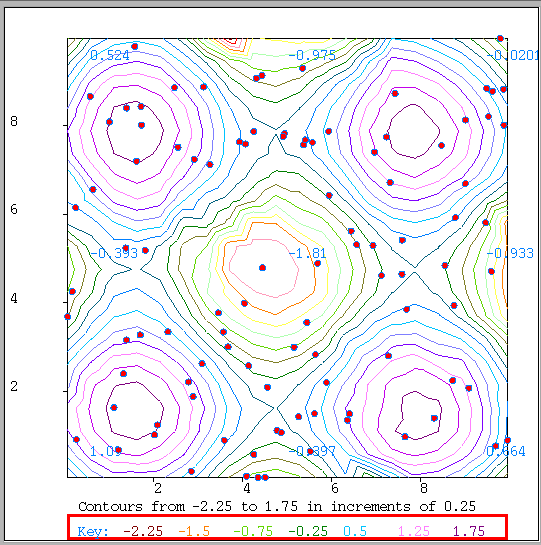 0.524 -0.975 -0.0201
8
6
-0.393 -1.81 -0.933
4
2
1.09 -0.397 -0.664
2 4 6 8
Contours from -2.25 to 1.75 in increments of 0.25
Key: -2.25 -1.5 -0.75 -0.25 0.5 1.25 1.75